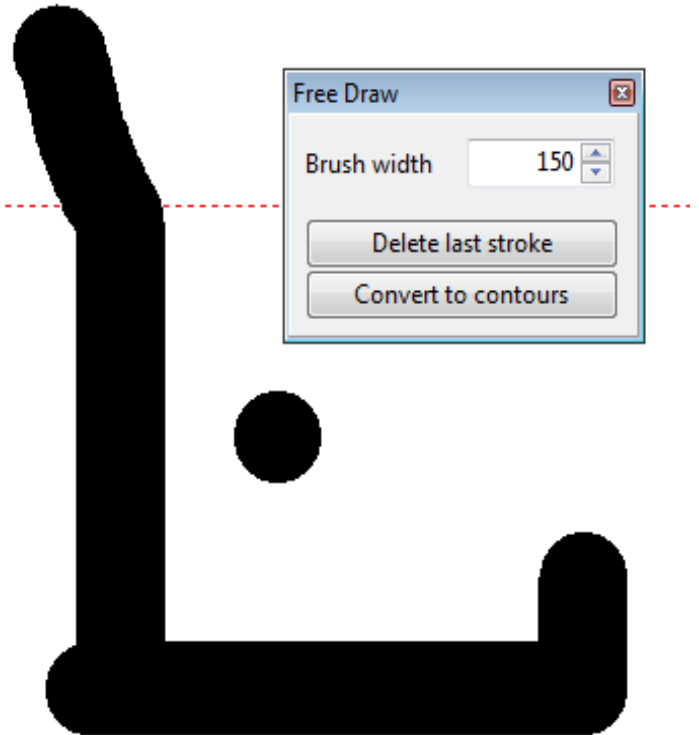 Free Draw
Brush width 150
Delete last stroke
Convert to contours